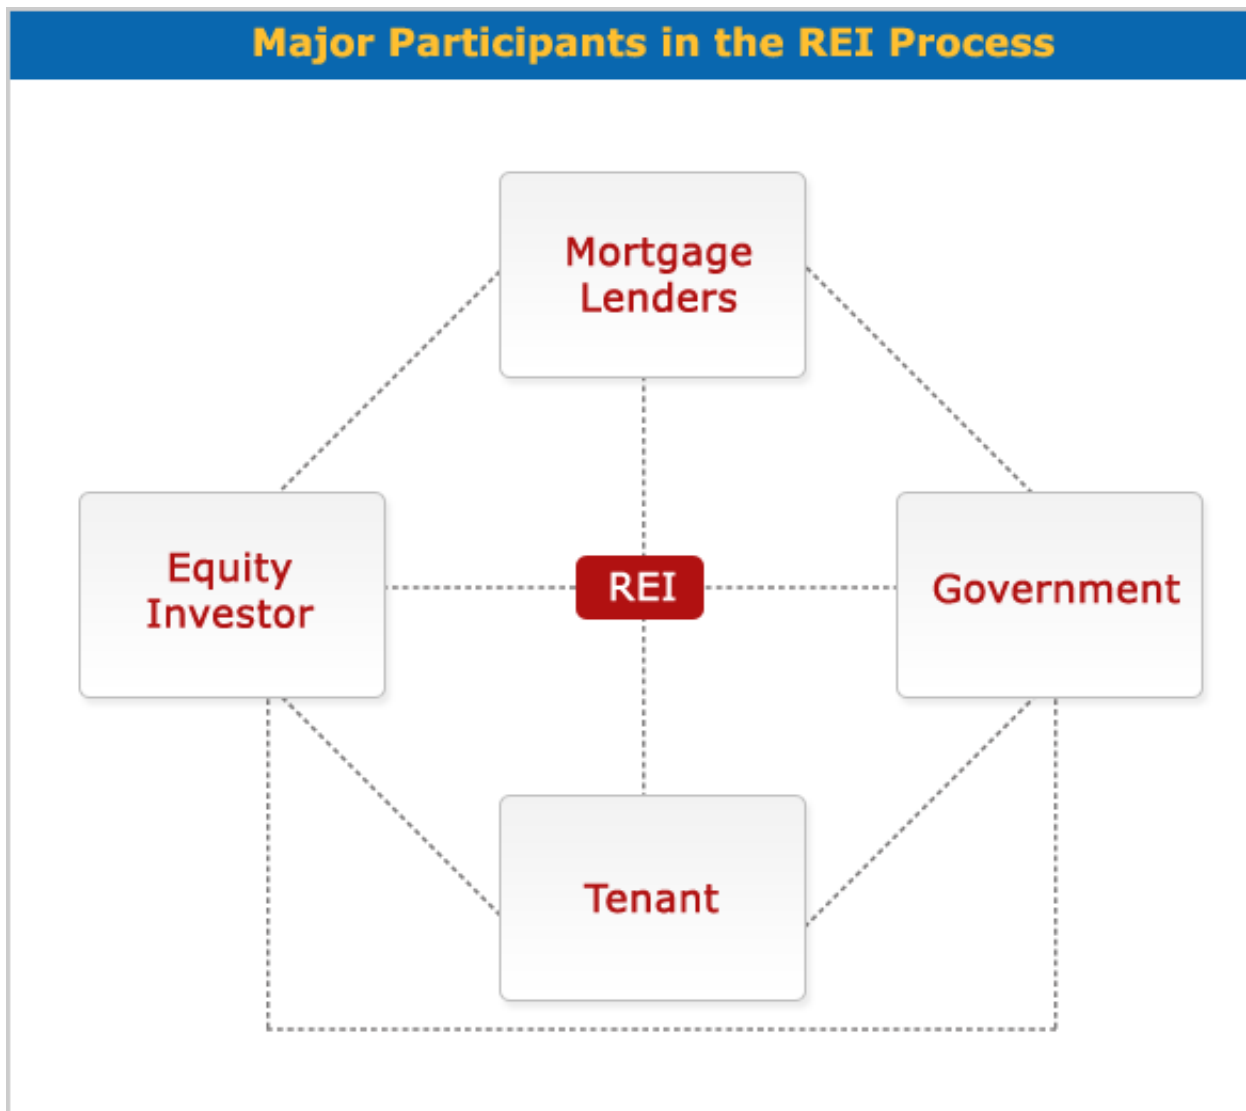 Major Participants in the REI Process
Mortgage
Lenders
Equity
Investor
REI
Government
Tenant